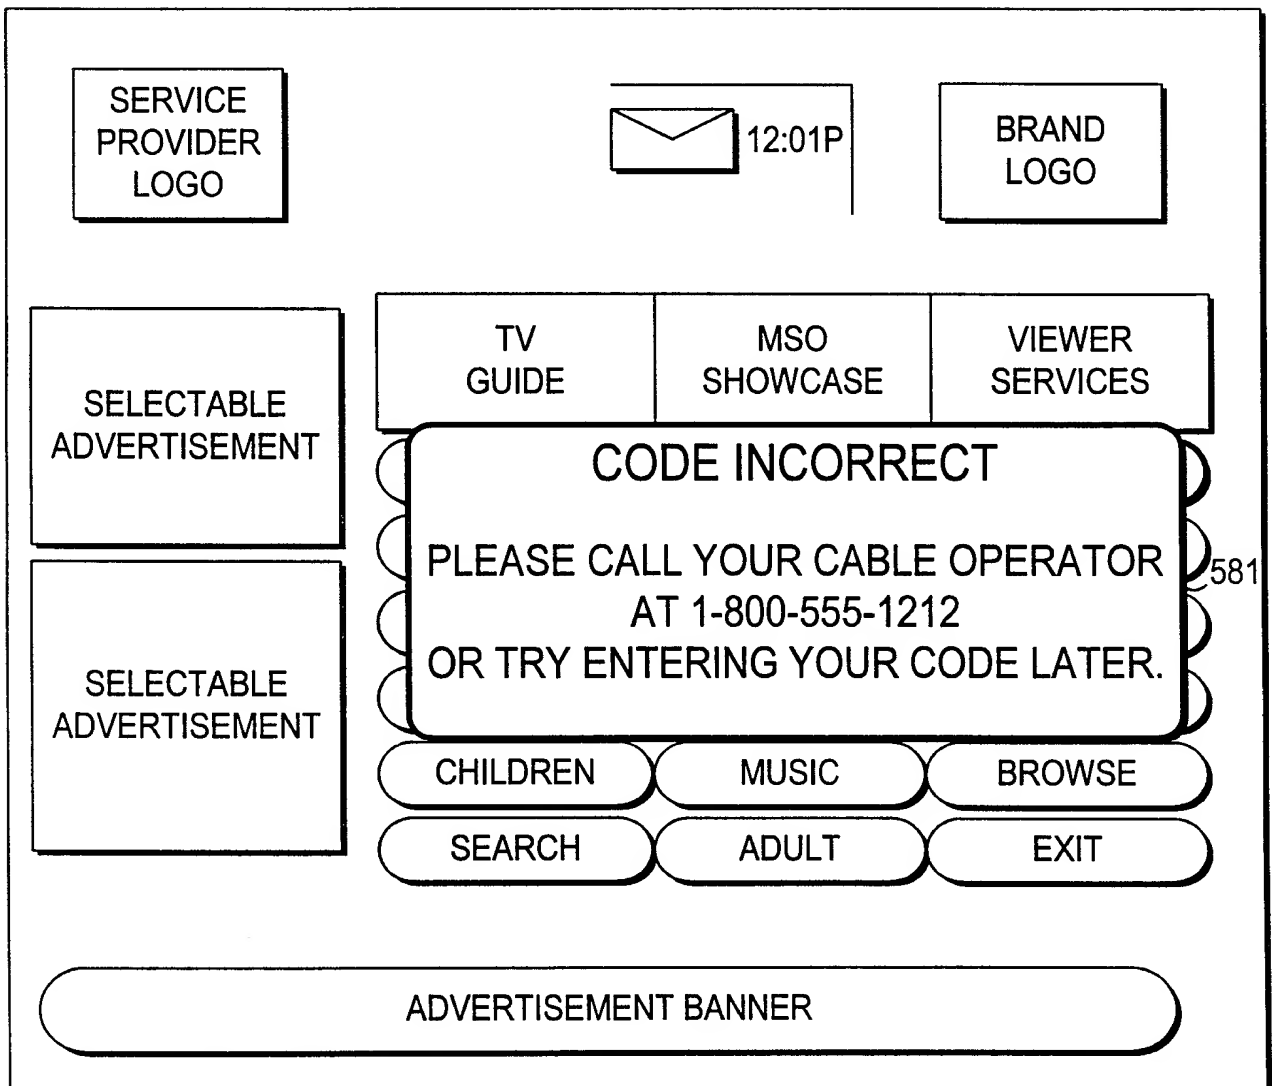 SERVICE
PROVIDER
LOGO
12:01P
BRAND
LOGO
SELECTABLE
ADVERTISEMENT
SELECTABLE
ADVERTISEMENT
TV
GUIDE
MSO
SHOWCASE
VIEWER
SERVICES
CODE INCORRECT
PLEASE CALL YOUR CABLE OPERATOR
AT 1-800-555-1212
OR TRY ENTERING YOUR CODE LATER.
581
CHILDREN
MUSIC
BROWSE
SEARCH
ADULT
EXIT
ADVERTISEMENT BANNER